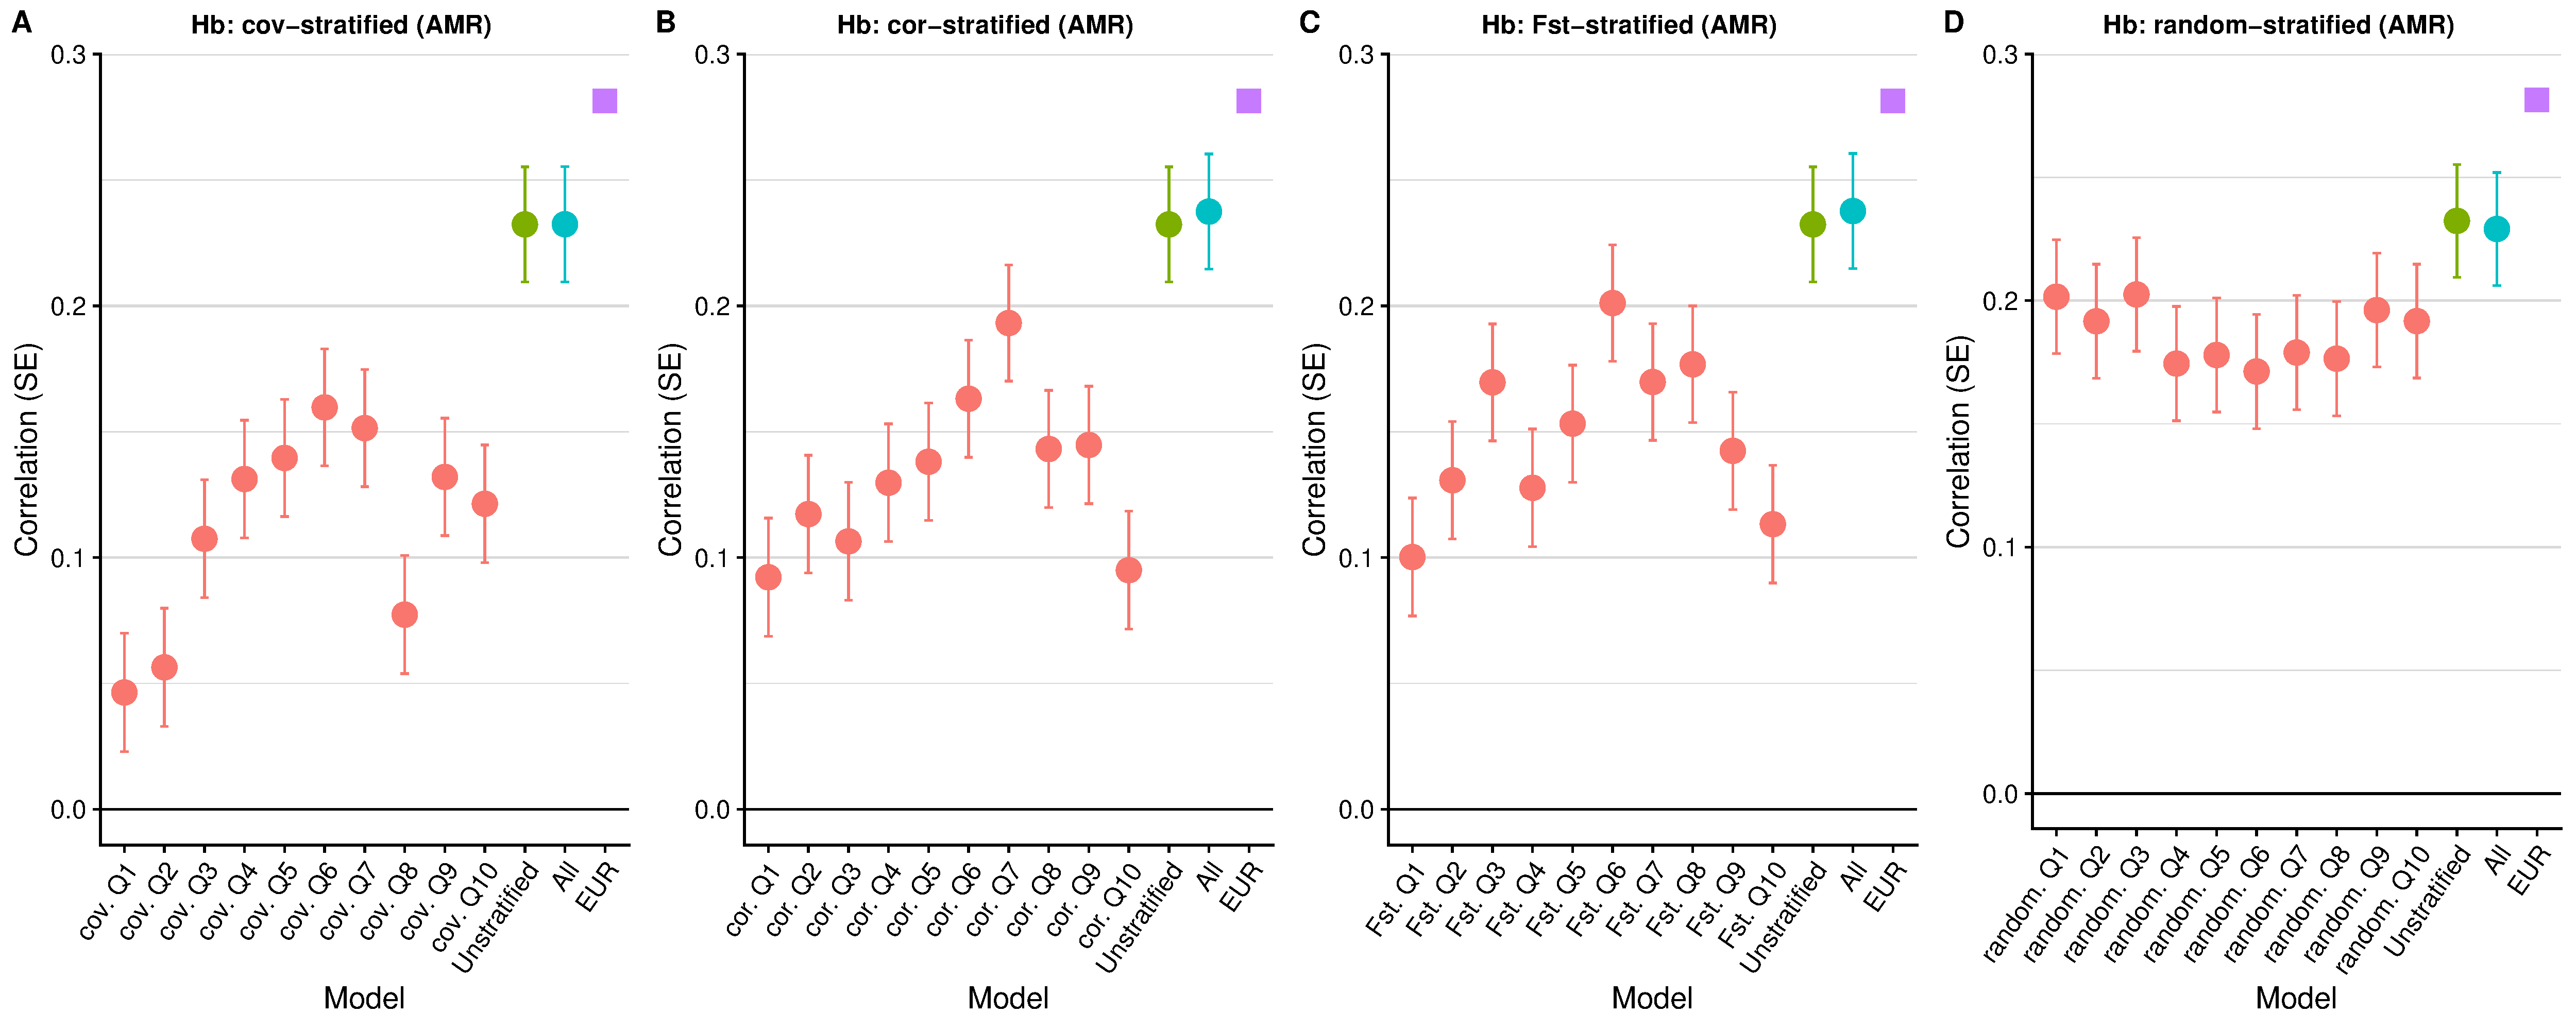 A
Hb: cov−stratified (AMR)
0.3
0.2
0.1
0.0
Correlation (SE)
cov. Q1
cov. Q2
cov. Q3
cov. Q4
cov. Q5
cov. Q6
cov. Q7
cov. Q8
cov. Q9
cov. Q10
Unstratified
All
EUR
Model
B
Hb: cor−stratified (AMR)
0.3
0.2
0.1
0.0
Correlation (SE)
cor. Q1
cor. Q2
cor. Q3
cor. Q4
cor. Q5
cor. Q6
cor. Q7
cor. Q8
cor. Q9
cor. Q10
Unstratified
All
EUR
Model
C
Hb: Fst−stratified (AMR)
0.3
0.2
0.1
0.0
Correlation (SE)
Fst. Q1
Fst. Q2
Fst. Q3
Fst. Q4
Fst. Q5
Fst. Q6
Fst. Q7
Fst. Q8
Fst. Q9
Fst. Q10
Unstratified
All
EUR
Model
D
Hb: random−stratified (AMR)
0.3
0.2
0.1
0.0
Correlation (SE)
random. Q1
random. Q2
random. Q3
random. Q4
random. Q5
random. Q6
random. Q7
random. Q8
random. Q9
random. Q10
Unstratified
All
EUR
Model